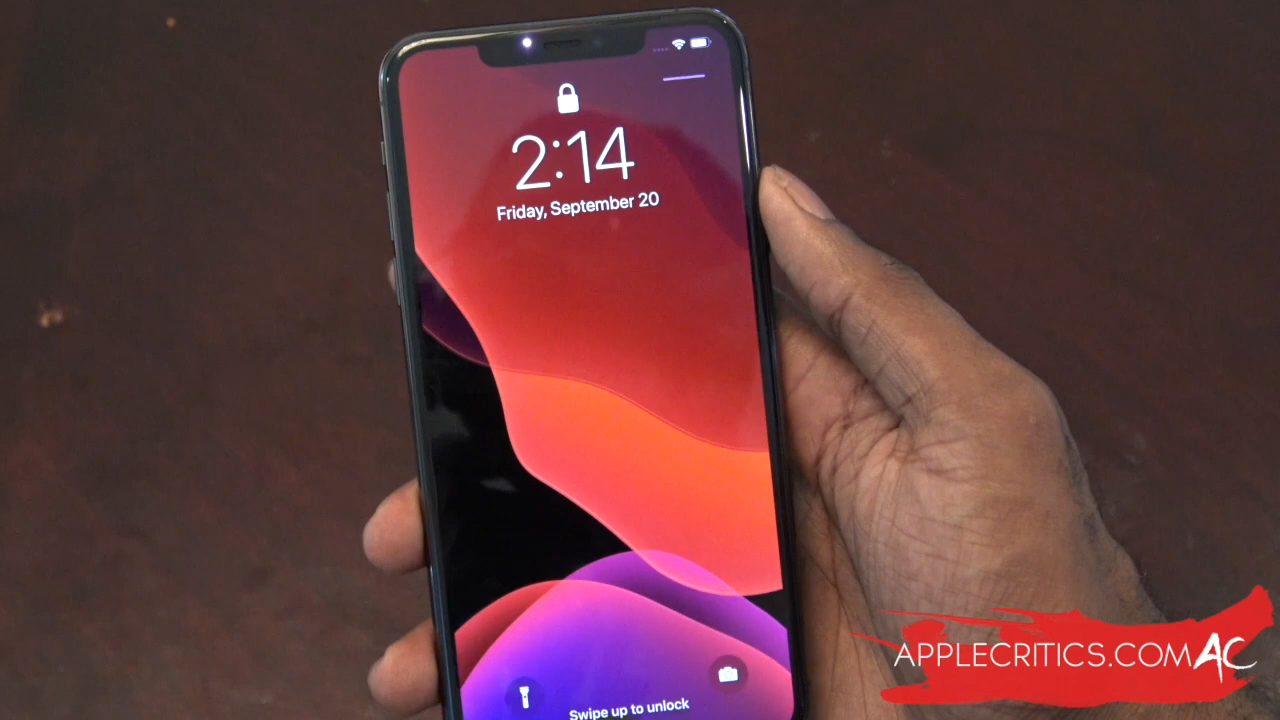 2:14
Friday, September 20
Swipe up to unlock
APPLECRITICS.COM AC